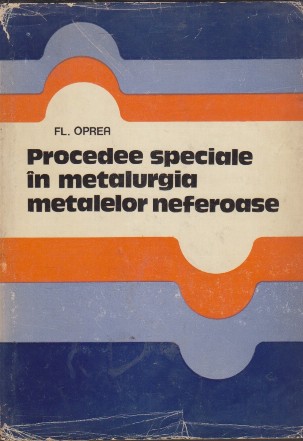 FL. OPREA
Procedee speciale
în metalurgia
metalelor neferoase